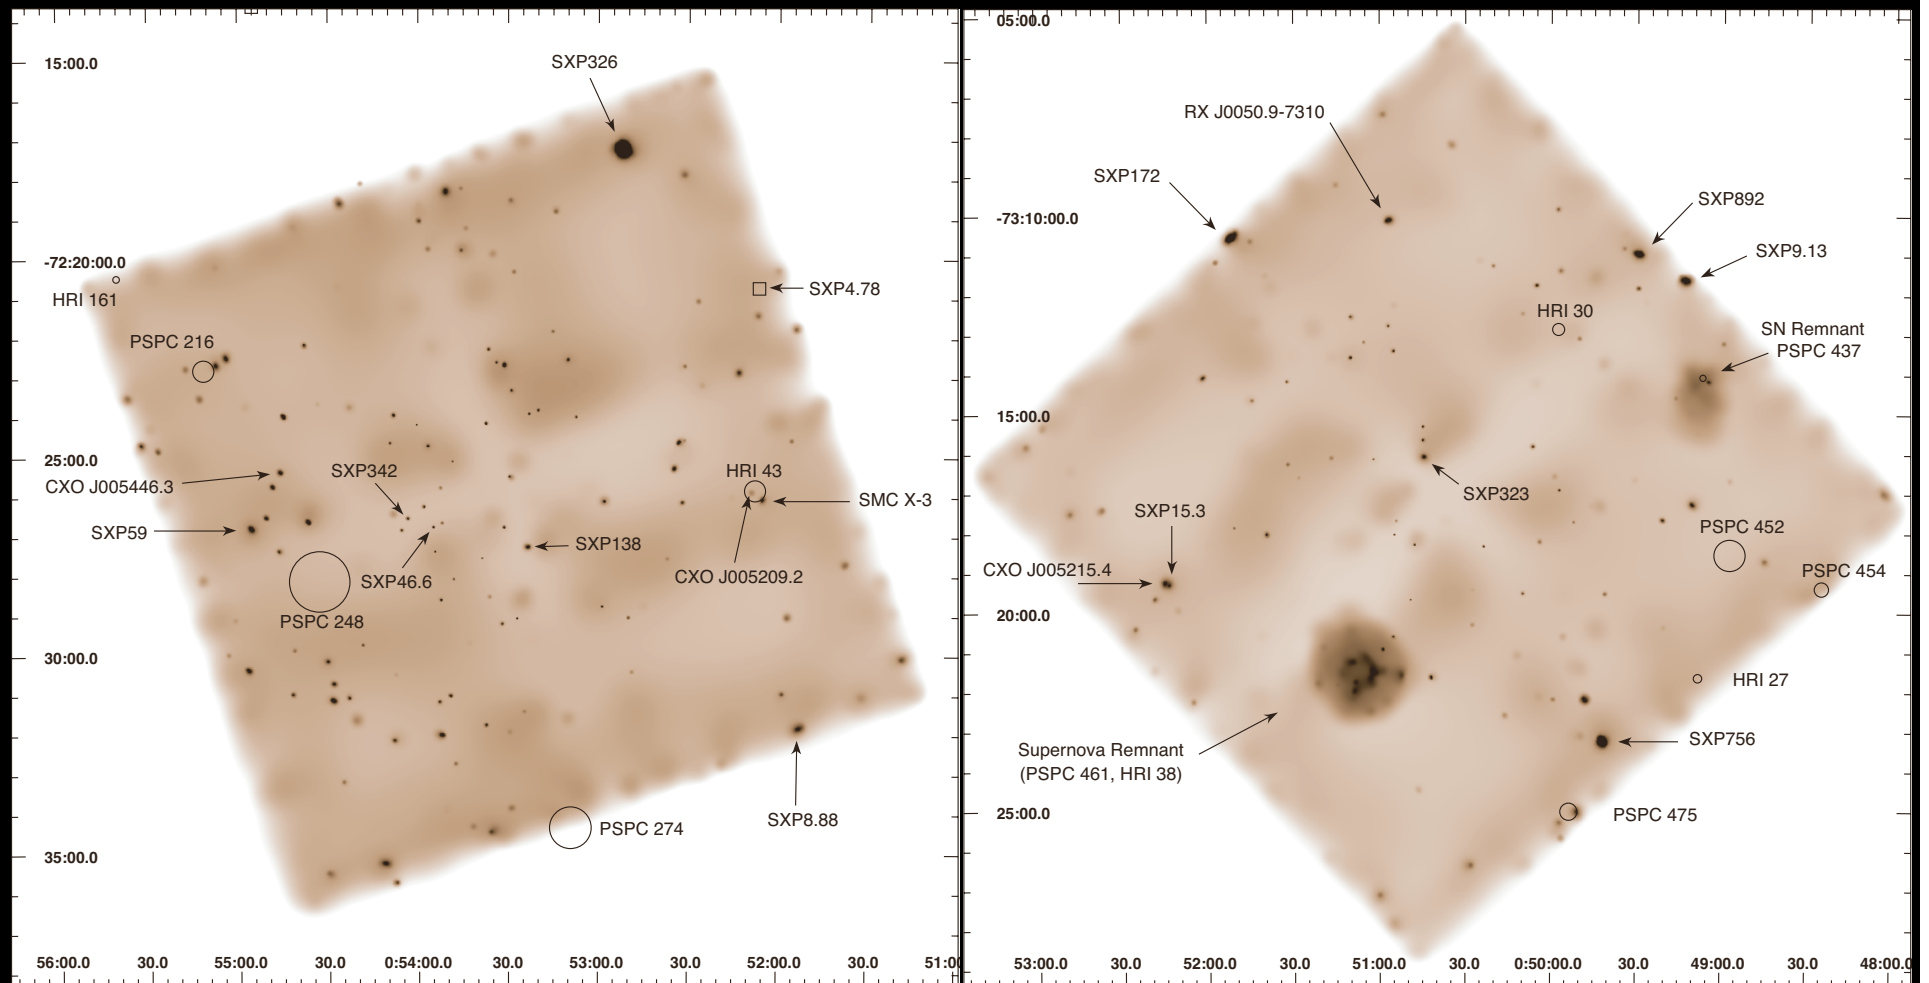 SXP326
15:00.0
-72:20:00.0
HRI 161
SXP4.78
PSPC 216
25:00.0
SXP342
HRI 43
CXO J005446.3
SMC X-3
SXP59
SXP138
SXP46.6
CXO J005209.2
PSPC 248
30:00.0
SXP8.88
PSPC 274
35:00.0
56:00.0 30.0 55:00.0 30.0 0:54:00.0 30.0 53:00.0 30.0 52:00.0 30.0 51:00
05:00.0
RX J0050.9-7310
SXP172
SXP892
-73:10:00.0
SXP9.13
HRI 30
SN Remnant
PSPC 437
15:00.0
SXP323
SXP15.3
PSPC 452
CXO J005215.4
PSPC 454
20:00.0
HRI 27
SXP756
Supernova Remnant
(PSPC 461, HRI 38)
25:00.0
PSPC 475
53:00.0 30.0 52:00.0 30.0 51:00.0 30.0 0:50:00.0 30.0 49:00.0 30.0 48:00.0